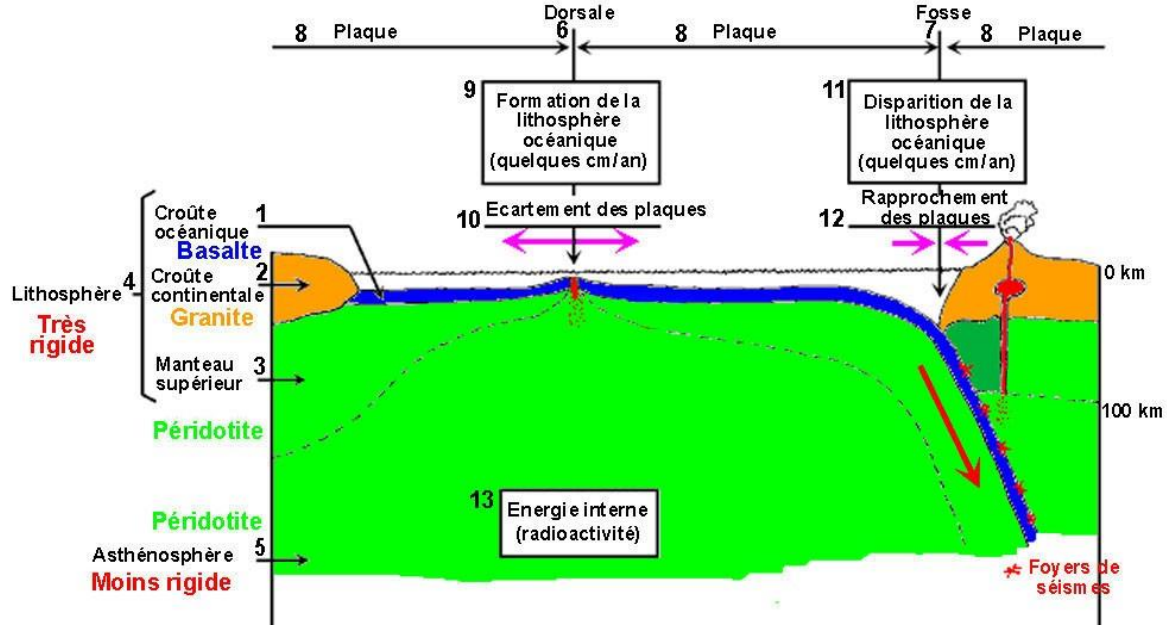 Dorsale
Fosse
8 Plaque
6
8 Plaque
7
8 Plaque
9
Formation de la
lithosphère
océanique
(quelques cm/an)
11
Disparition de la
lithosphère
océanique
(quelques cm/an)
10
Ecartement des plaques
12
Rapprochement
des plaques
Croûte
océanique
1
Basalte
Lithosphère 4
Très
rigide
Croûte
continentale
2
Granite
0 km
Manteau
supérieur
3
100 km
Péridotite
Péridotite
13
Energie interne
(radioactivité)
Asthénosphère
5
Moins rigide
Foyers de
séismes